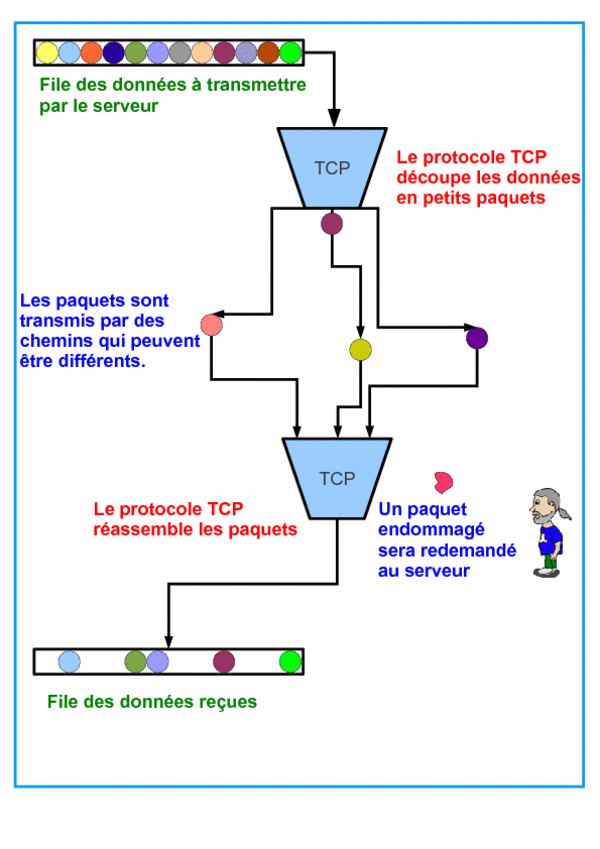 File des données à transmettre
par le serveur
TCP
Le protocole TCP
découpe les données
en petits paquets
Les paquets sont
transmis par des
chemins qui peuvent
être différents.
TCP
Le protocole TCP
réassemble les paquets
Un paquet
endommagé
sera redemandé
au serveur
File des données reçues